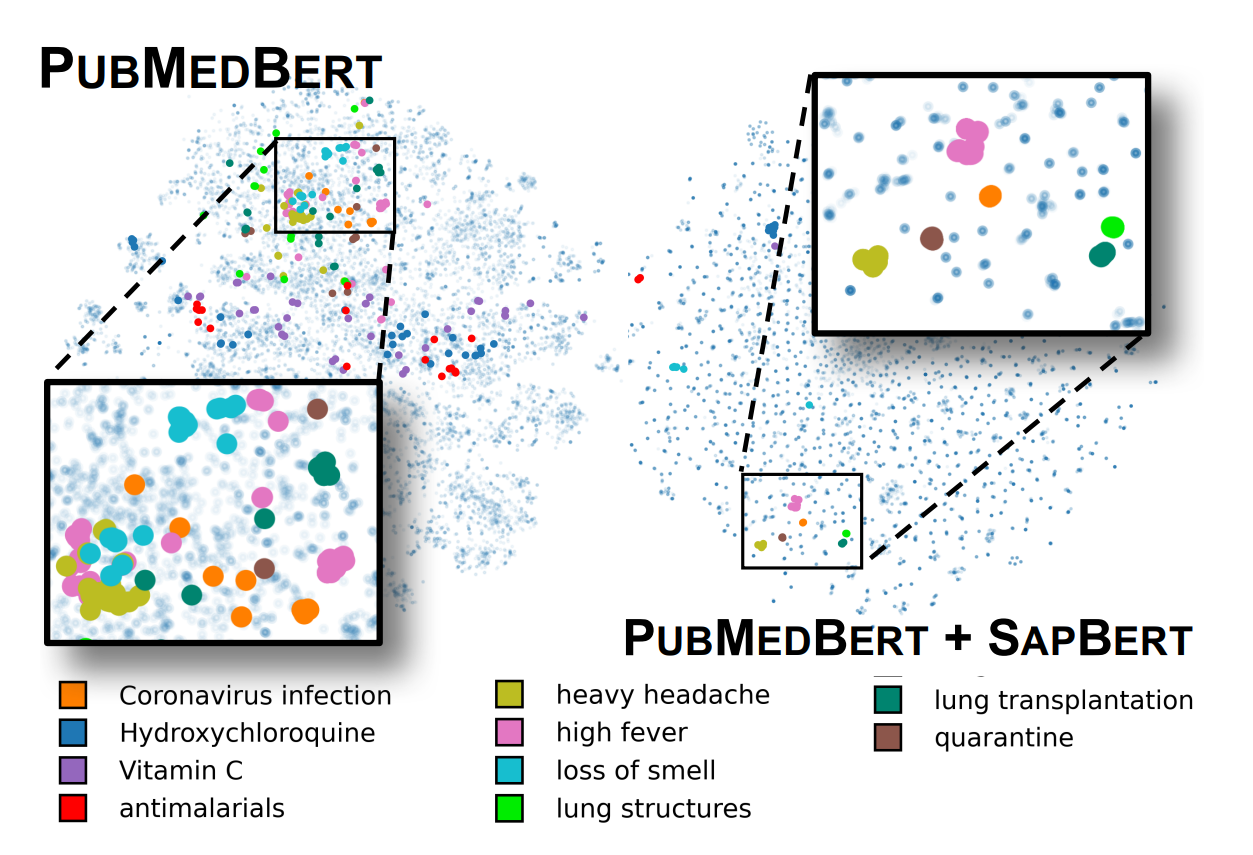 PUBMEDBERT
PUBMEDBERT + SAPBERT
Coronavirus infection
Hydroxychloroquine
Vitamin C
antimalarials
heavy headache
high fever
loss of smell
lung structures
lung transplantation
quarantine